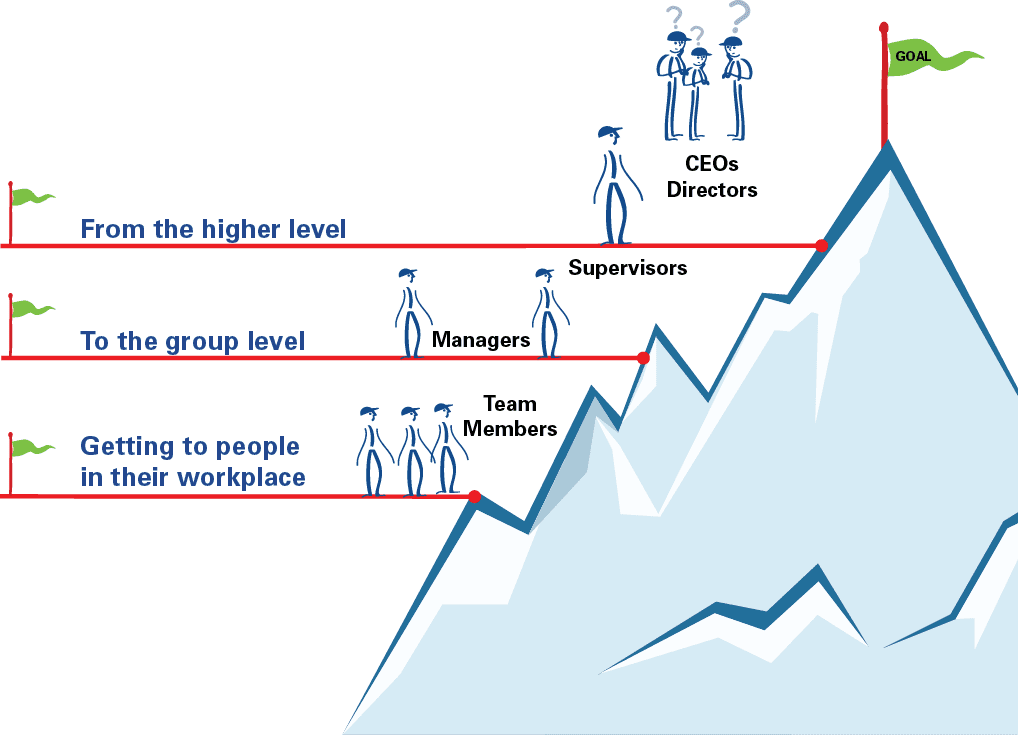 ?
?
?
GOAL
CEOs
Directors
From the higher level
Supervisors
To the group level
Managers
Team
Members
Getting to people
in their workplace